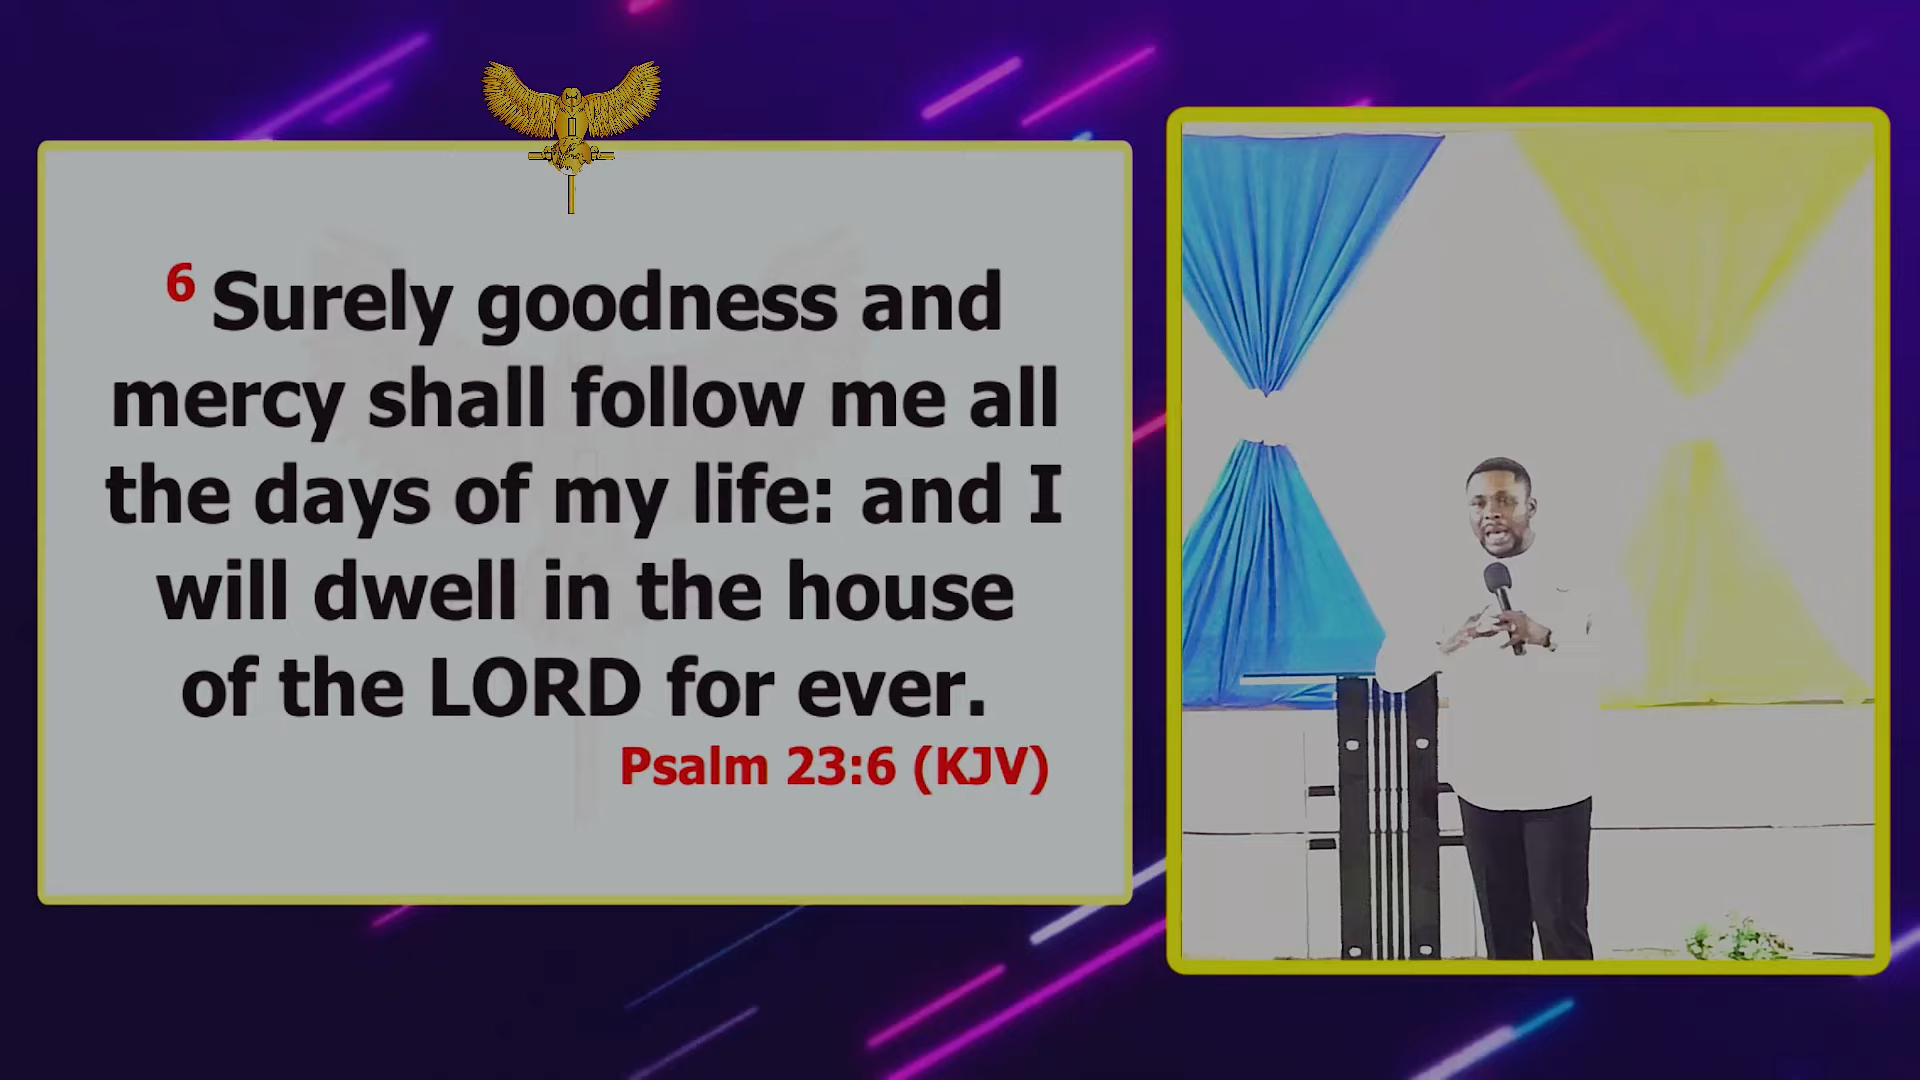 6 Surely goodness and
mercy shall follow me all
the days of my life: and I
will dwell in the house
of the LORD for ever.
Psalm 23:6 (KJV)